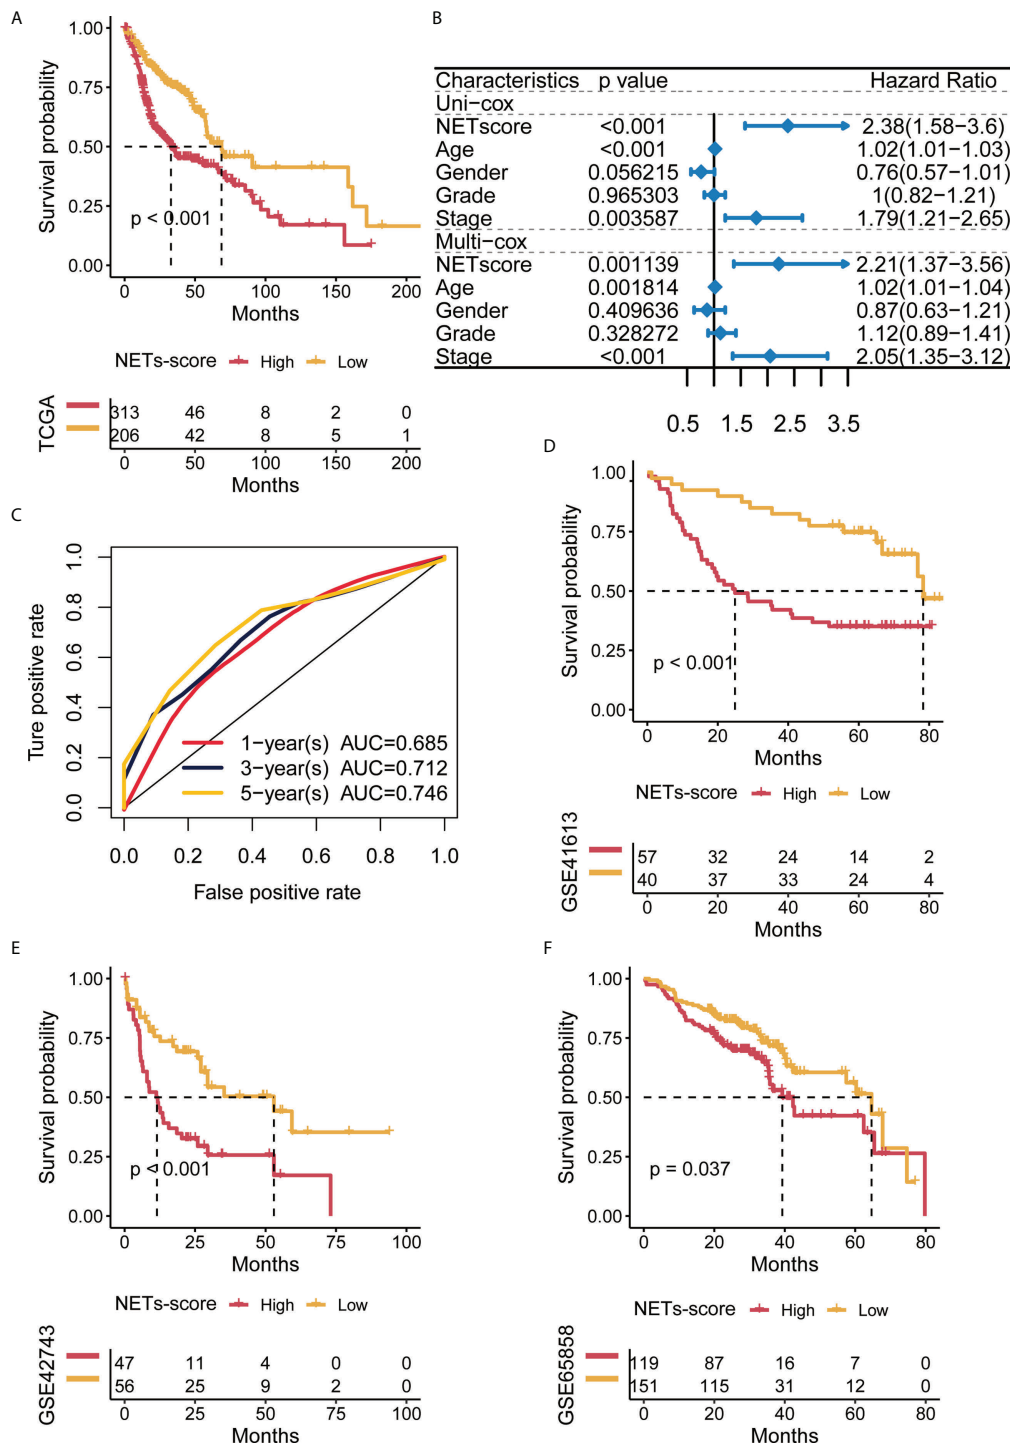 A
1.00
0.75
0.50
0.25
0.00
Survival probability
p < 0.001
0 50 100 150 200
Months
NETs-score High Low
TCGA
313 46 8 2 0
206 42 8 5 1
0 50 100 150 200
Months
B
Characteristics p value Hazard Ratio
Uni-cox
NETscore <0.001 2.38(1.58-3.6)
Age <0.001 1.02(1.01-1.03)
Gender 0.056215 0.76(0.57-1.01)
Grade 0.965303 1(0.82-1.21)
Stage 0.003587 1.79(1.21-2.65)
Multi-cox
NETscore 0.001139 2.21(1.37-3.56)
Age 0.001814 1.02(1.01-1.04)
Gender 0.409636 0.87(0.63-1.21)
Grade 0.328272 1.12(0.89-1.41)
Stage <0.001 2.05(1.35-3.12)
0.5 1.5 2.5 3.5
C
1.0
0.8
0.6
0.4
0.2
0.0
Ture positive rate
1-year(s) AUC=0.685
3-year(s) AUC=0.712
5-year(s) AUC=0.746
0.0 0.2 0.4 0.6 0.8 1.0
False positive rate
D
1.00
0.75
0.50
0.25
0.00
Survival probability
p < 0.001
0 20 40 60 80
Months
NETs-score High Low
GSE41613
57 32 24 14 2
40 37 33 24 4
0 20 40 60 80
Months
E
1.00
0.75
0.50
0.25
0.00
Survival probability
p < 0.001
0 25 50 75 100
Months
NETs-score High Low
GSE42743
47 11 4 0 0
56 25 9 2 0
0 25 50 75 100
Months
F
1.00
0.75
0.50
0.25
0.00
Survival probability
p = 0.037
0 20 40 60 80
Months
NETs-score High Low
GSE65858
119 87 16 7 0
151 115 31 12 0
0 20 40 60 80
Months